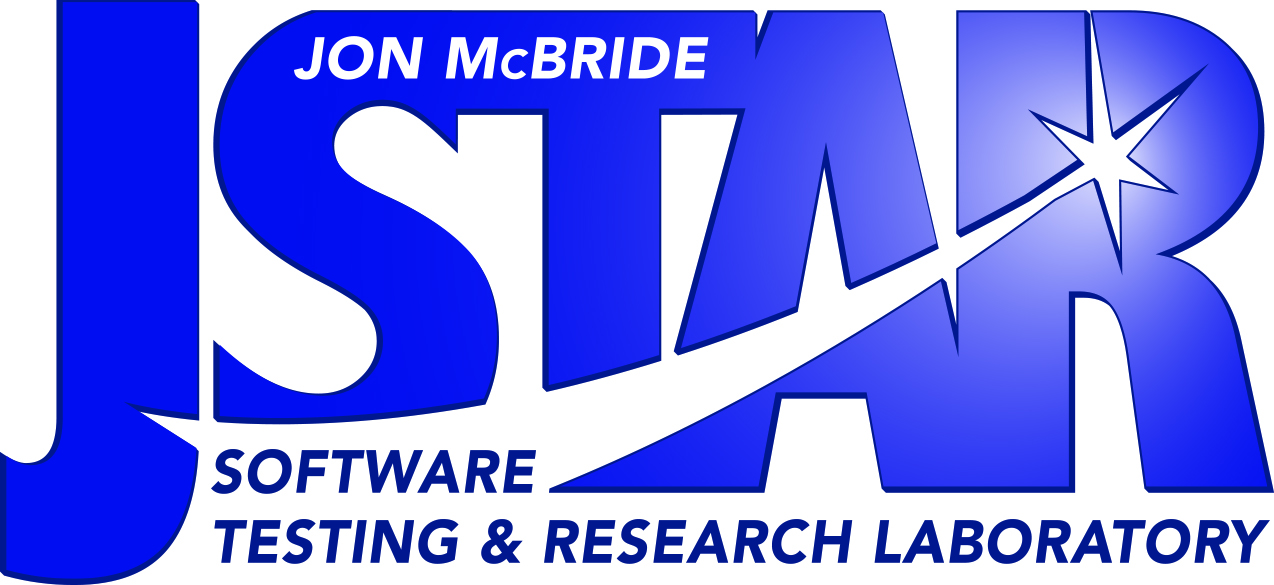 JSTAR
JON McBRIDE
SOFTWARE
TESTING & RESEARCH LABORATORY